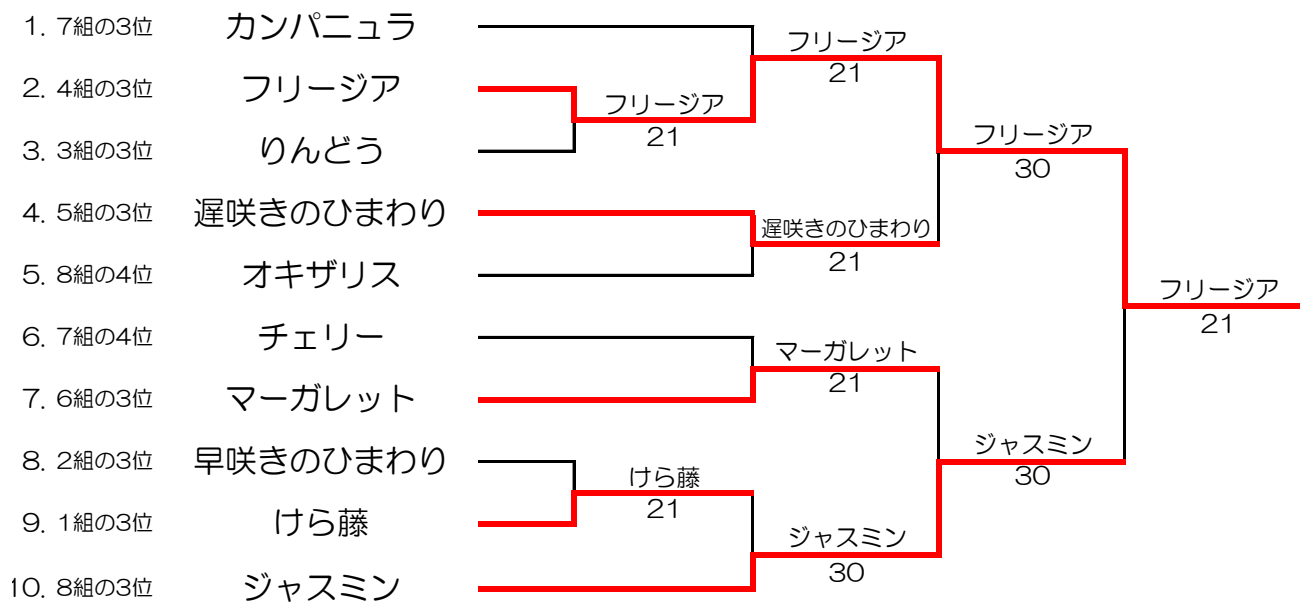 1. 7組の3位 カンパニュラ
2. 4組の3位 フリージア
3. 3組の3位 りんどう
4. 5組の3位 遅咲きのひまわり
5. 8組の4位 オキザリス
6. 7組の4位 チェリー
7. 6組の3位 マーガレット
8. 2組の3位 早咲きのひまわり
9. 1組の3位 けら藤
10. 8組の3位 ジャスミン
フリージア
21
けら藤
21
フリージア
21
遅咲きのひまわり
21
マーガレット
21
ジャスミン
30
フリージア
30
ジャスミン
30
フリージア
21